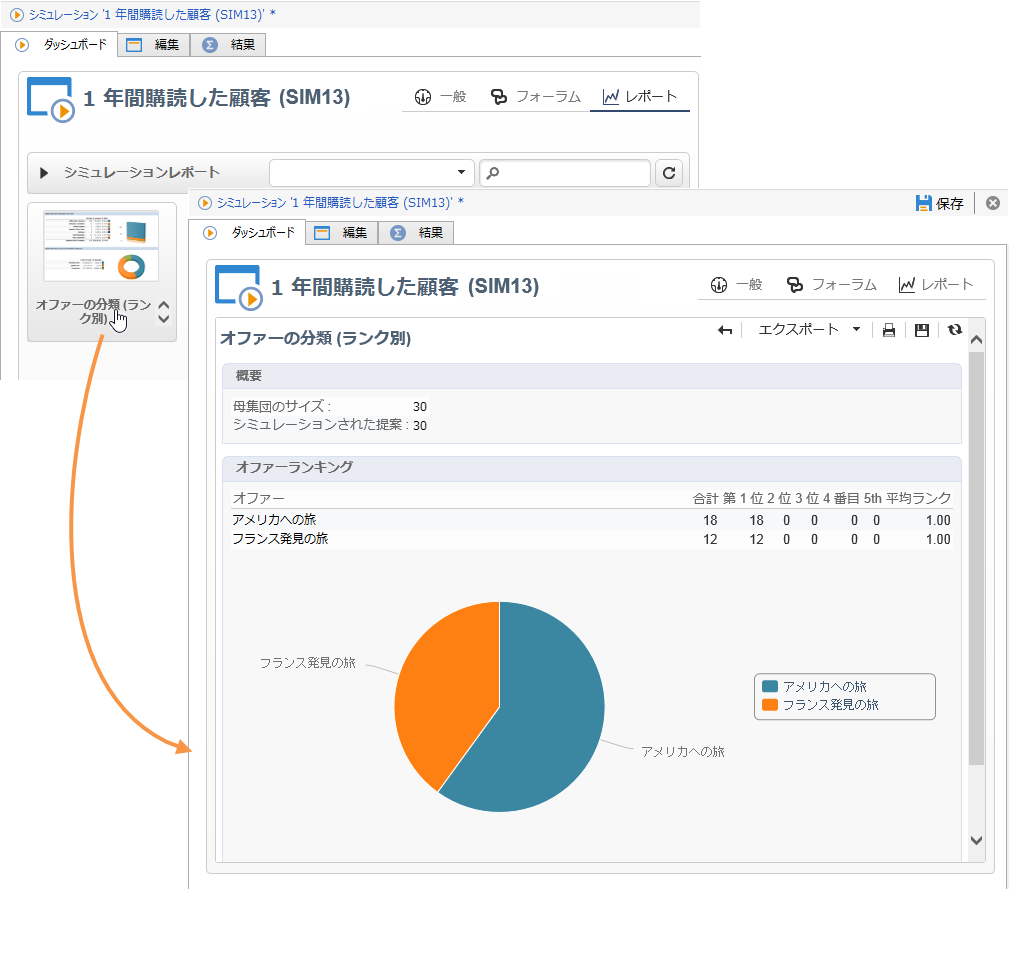 シミュレーション '1 年間購読した顧客 (SIM13)' *
ダッシュボード 編集 結果
1 年間購読した顧客 (SIM13) 一般 フォーラム レポート
シミュレーションレポート
オファーの分類 (ラン
ク別)
シミュレーション '1 年間購読した顧客 (SIM13)' * 保存
ダッシュボード 編集 結果
1 年間購読した顧客 (SIM13) 一般 フォーラム レポート
オファーの分類 (ランク別) エクスポート
概要
母集団のサイズ : 30
シミュレーションされた提案 : 30
オファーランキング
オファー 合計 第 1 位 2 位 3 位 4 番目 5th 平均ランク
アメリカへの旅 18 18 0 0 0 0 1.00
フランス発見の旅 12 12 0 0 0 0 1.00
フランス発見の旅
アメリカへの旅
アメリカへの旅
フランス発見の旅